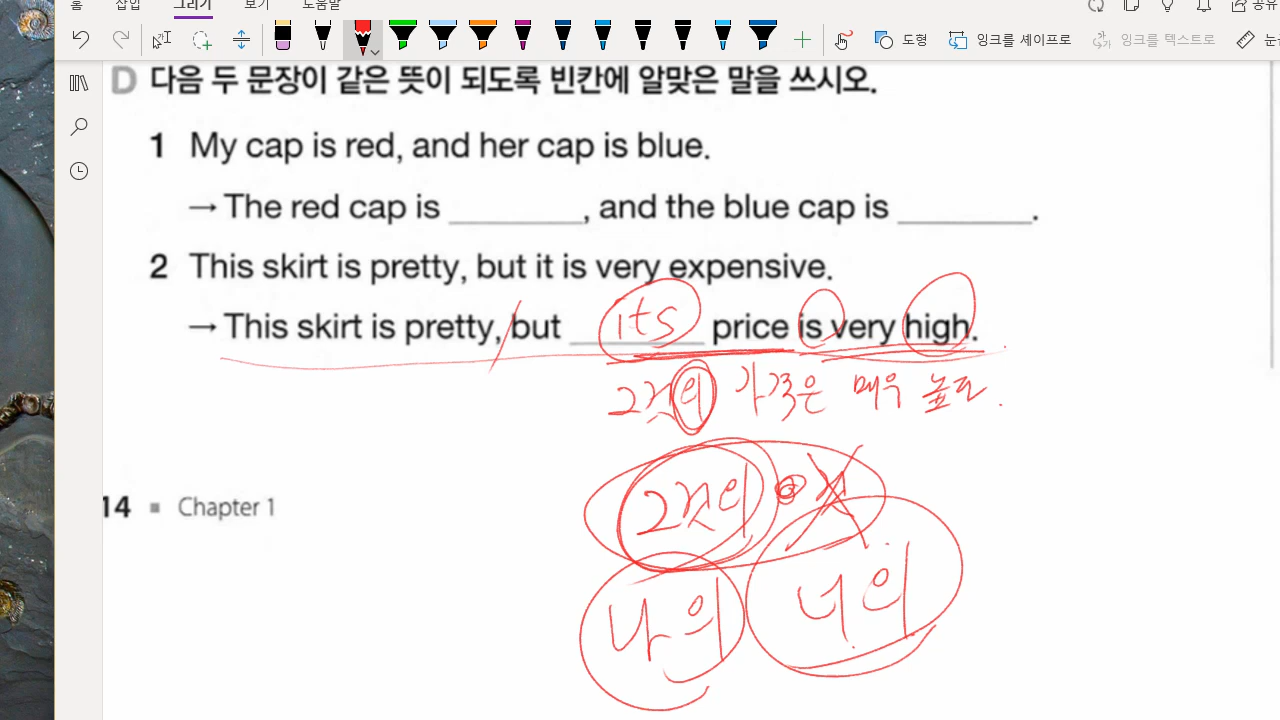 홈 삽입 그리기 보기 도움말 공유
도형 잉크를 셰이프로 잉크를 텍스트로
D 다음 두 문장이 같은 뜻이 되도록 빈칸에 알맞은 말을 쓰시오.
1 My cap is red, and her cap is blue.
→ The red cap is ________, and the blue cap is ________.
2 This skirt is pretty, but it is very expensive.
→ This skirt is pretty, but its price is very high.
그것의 가격은 매우 높다.
그것의
나의 너의
14 ■ Chapter 1